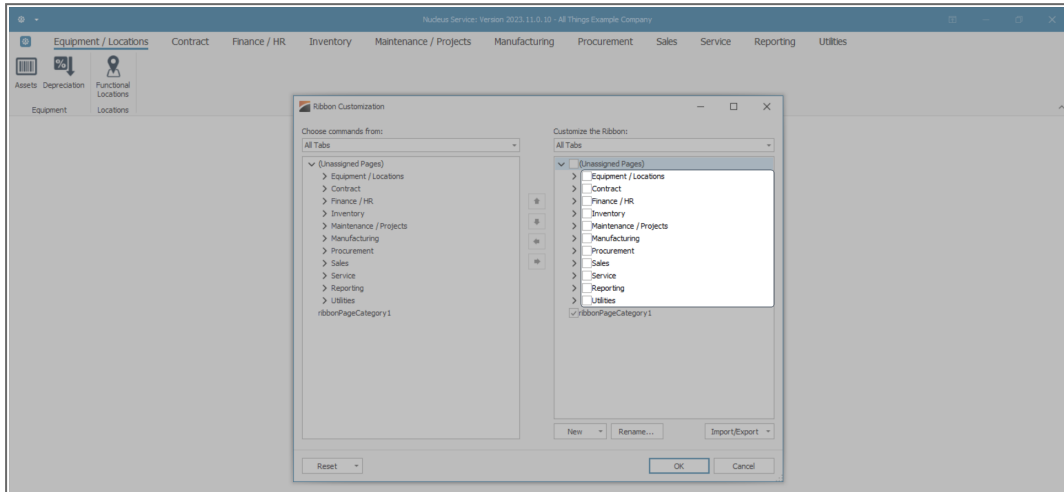 Nucleus Service: Version 2023.11.0.10 - All Things Example Company
Equipment / Locations Contract Finance / HR Inventory Maintenance / Projects Manufacturing Procurement Sales Service Reporting Utilities
Assets Depreciation Functional Locations
Equipment Locations
Ribbon Customization
Choose commands from:
All Tabs
(Unassigned Pages)
Equipment / Locations
Contract
Finance / HR
Inventory
Maintenance / Projects
Manufacturing
Procurement
Sales
Service
Reporting
Utilities
ribbonPageCategory1
Customize the Ribbon:
All Tabs
(Unassigned Pages)
Equipment / Locations
Contract
Finance / HR
Inventory
Maintenance / Projects
Manufacturing
Procurement
Sales
Service
Reporting
Utilities
ribbonPageCategory1
New Rename... Import/Export
Reset OK Cancel